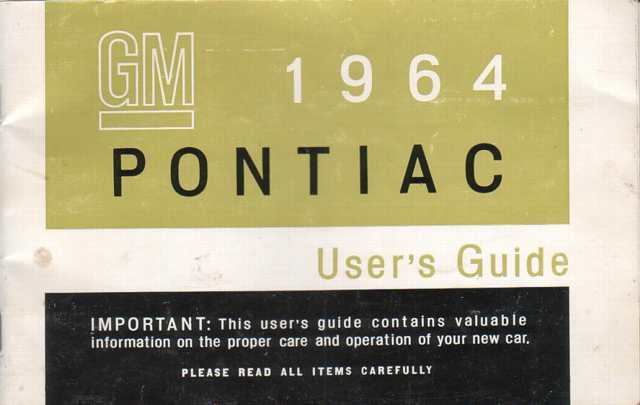 GM 1964
PONTIAC
User's Guide
IMPORTANT: This user's guide contains valuable
information on the proper care and operation of your new car.
PLEASE READ ALL ITEMS CAREFULLY